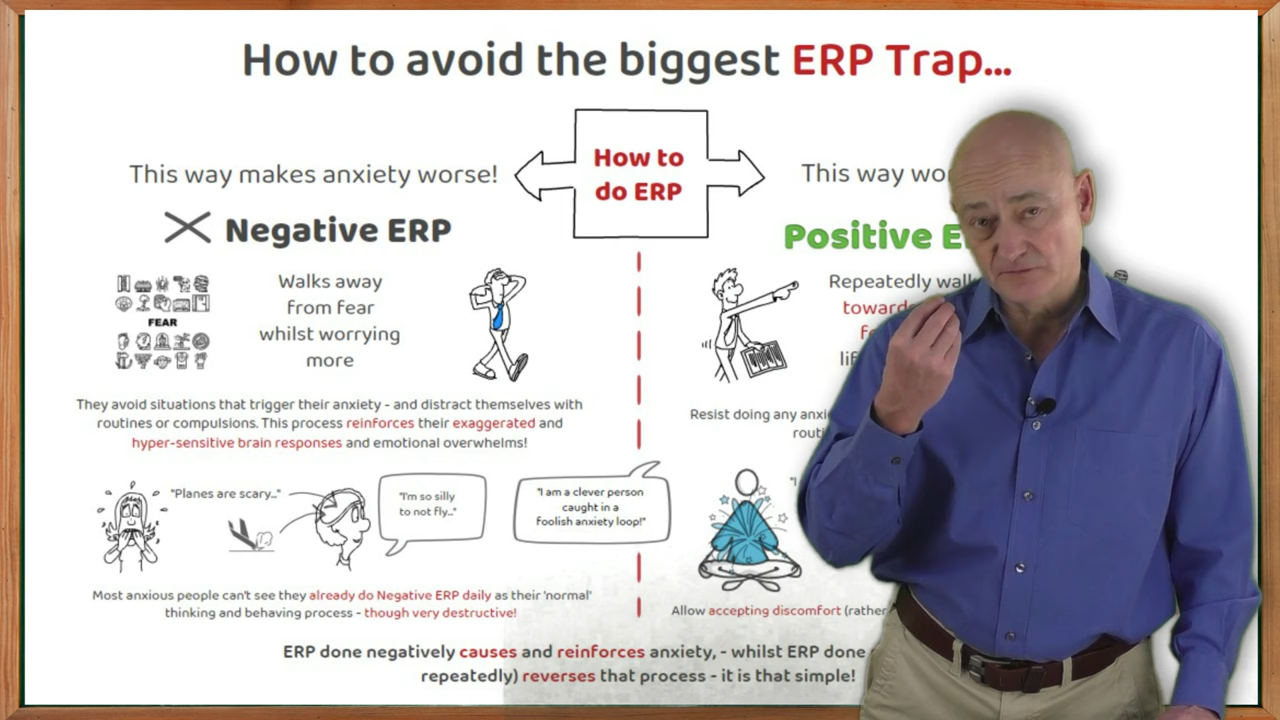 How to avoid the biggest ERP Trap...
How to
do ERP
This way makes anxiety worse!
Negative ERP
FEAR
Walks away
from fear
whilst worrying
more
They avoid situations that trigger their anxiety - and distract themselves with
routines or compulsions. This process reinforces their exaggerated and
hyper-sensitive brain responses and emotional overwhelms!
"Planes are scary..."
"I'm so silly
to not fly..."
Most anxious people can't see they already do Negative ERP daily as their 'normal'
thinking and behaving process - though very destructive!
This way
Positive
Repeatedly
Resist doing any
"I am a clever person
caught in a
foolish anxiety loop!"
Allow accepting discomfort (rather
ERP done negatively causes and reinforces anxiety, - whilst ERP done
repeatedly) reverses that process - it is that simple!